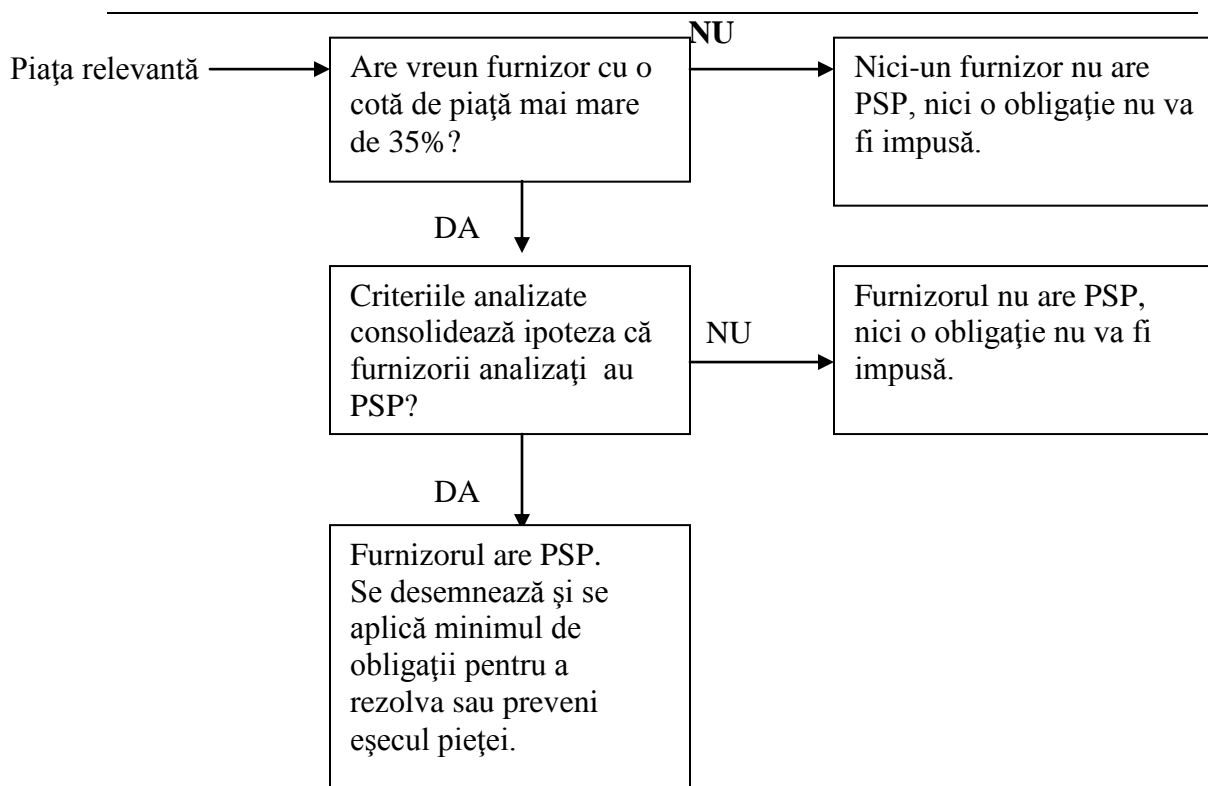 NU
Piaţa relevantă
Are vreun furnizor cu o
cotă de piaţă mai mare
de 35%?
Nici-un furnizor nu are
PSP, nici o obligaţie nu va
fi impusă.
DA
Criteriile analizate
consolidează ipoteza că
furnizorii analizaţi au
PSP?
NU
Furnizorul nu are PSP,
nici o obligaţie nu va fi
impusă.
DA
Furnizorul are PSP.
Se desemnează şi se
aplică minimul de
obligaţii pentru a
rezolva sau preveni
eşecul pieţei.